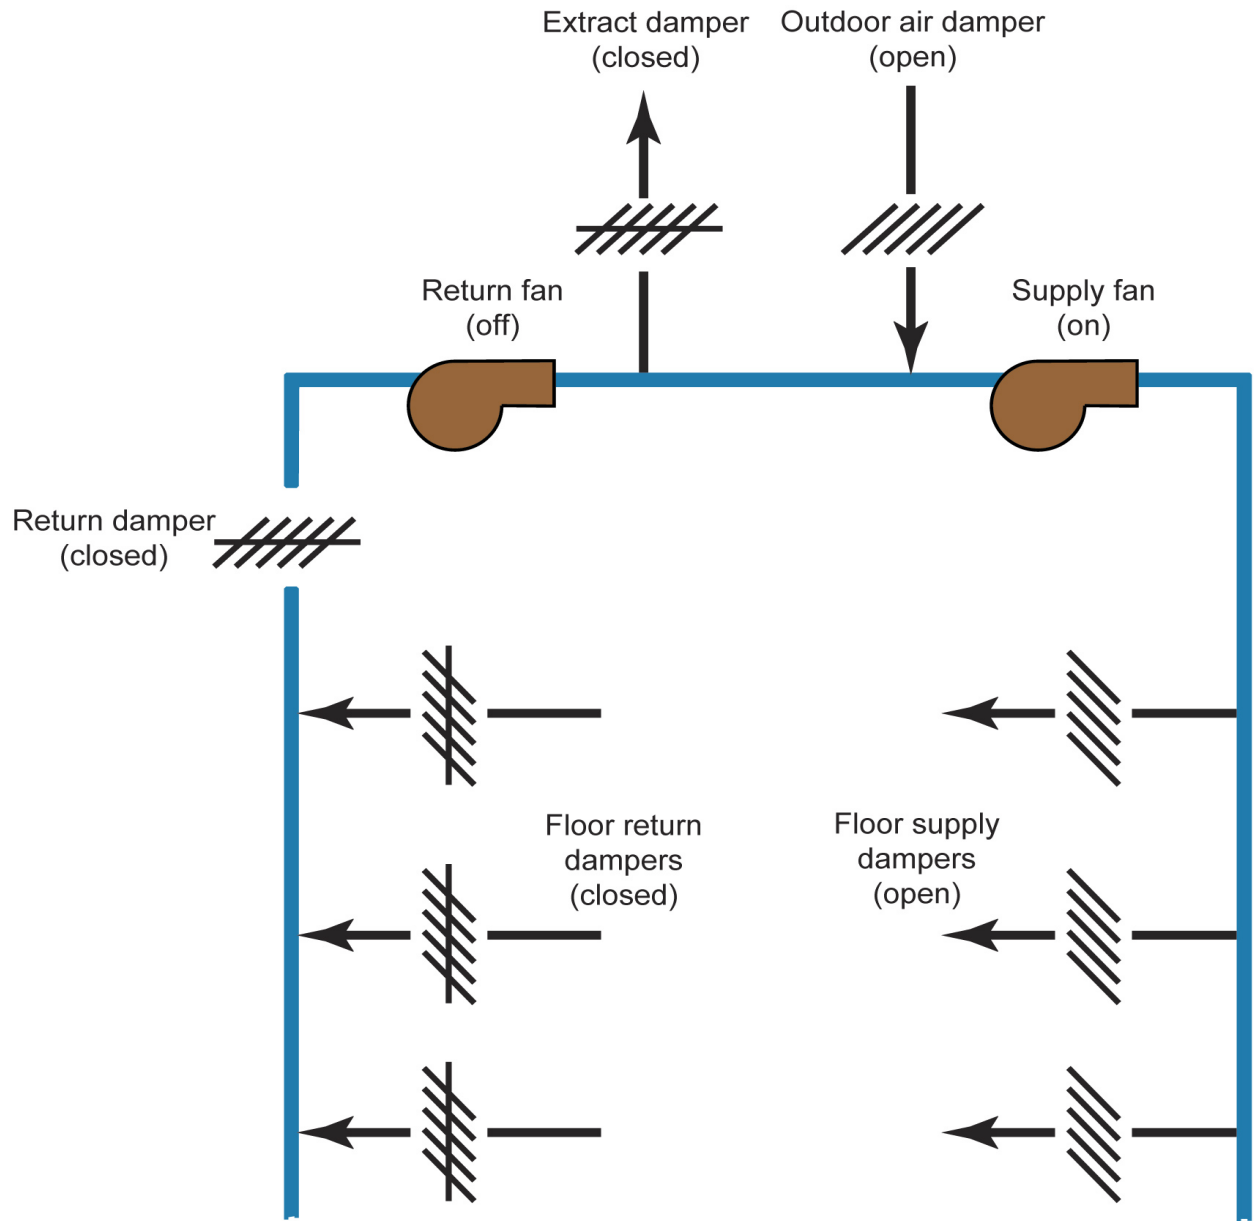 Extract damper
(closed)
Outdoor air damper
(open)
Return fan
(off)
Supply fan
(on)
Return damper
(closed)
Floor return
dampers
(closed)
Floor supply
dampers
(open)